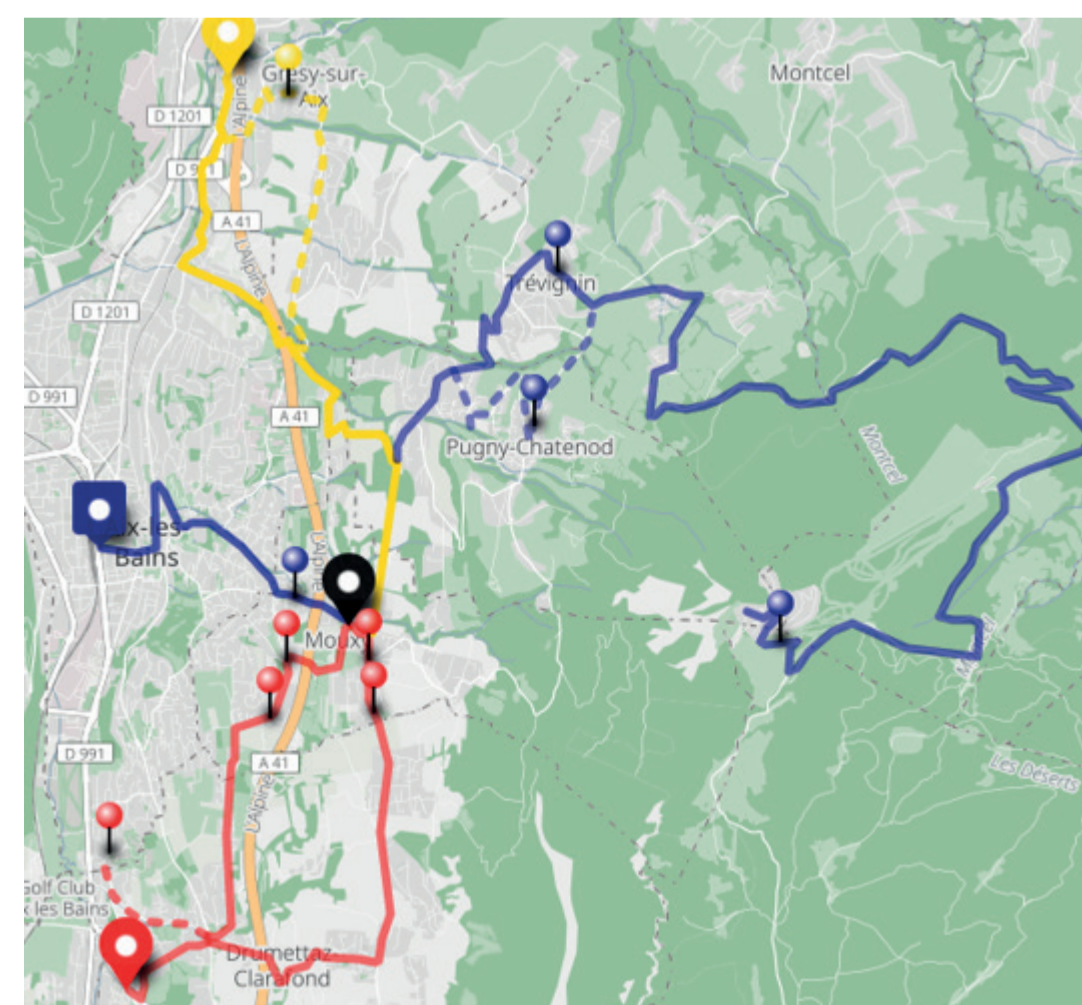 Montcel
Grésy-sur-
Aix
L'Alpine
D 1201
D 991
A 41
L'Alpine
Trévignin
D 1201
D 991
A 41
Pugny-Chatenod
Montcel
Aix-les-
Bains
Mouxy
D 991
A 41
Les Déserts
L'Alpine
Golf Club
les Bains
Drumettaz-
Clarafond